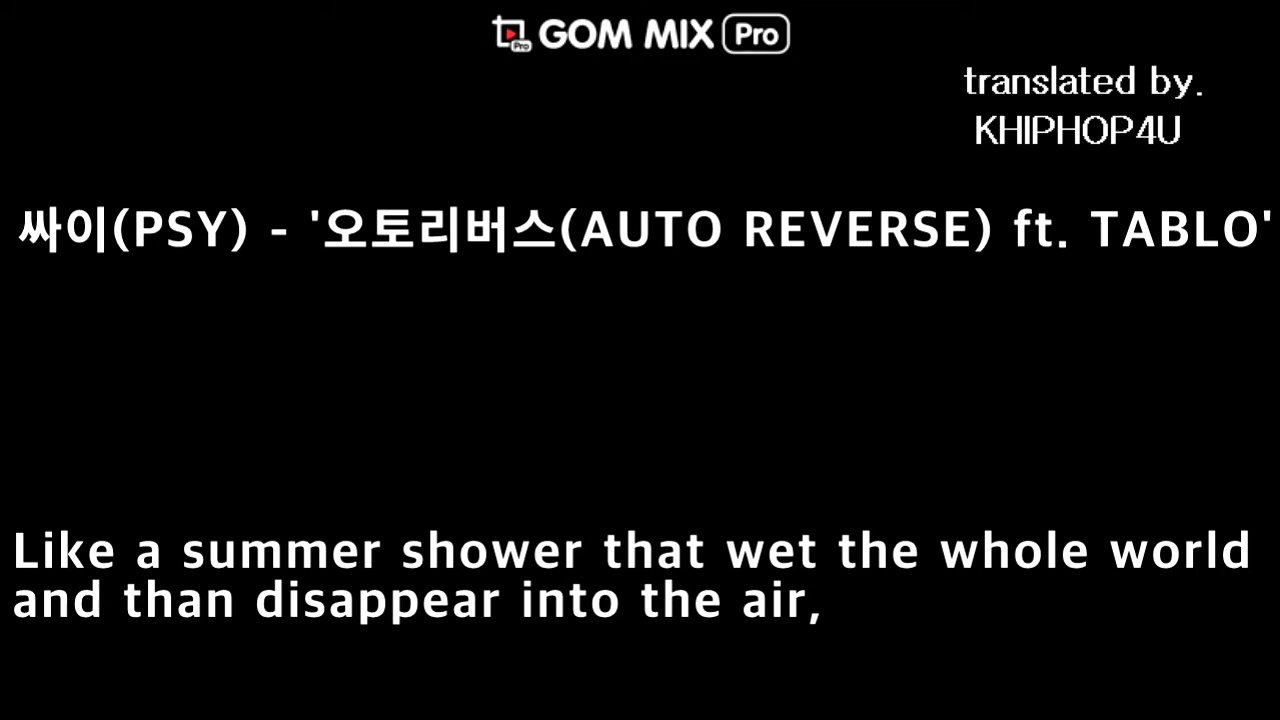 GOM MIX Pro
translated by.
KHIPHOP4U
싸이(PSY) - '오토리버스(AUTO REVERSE) ft. TABLO'
Like a summer shower that wet the whole world
and than disappear into the air,